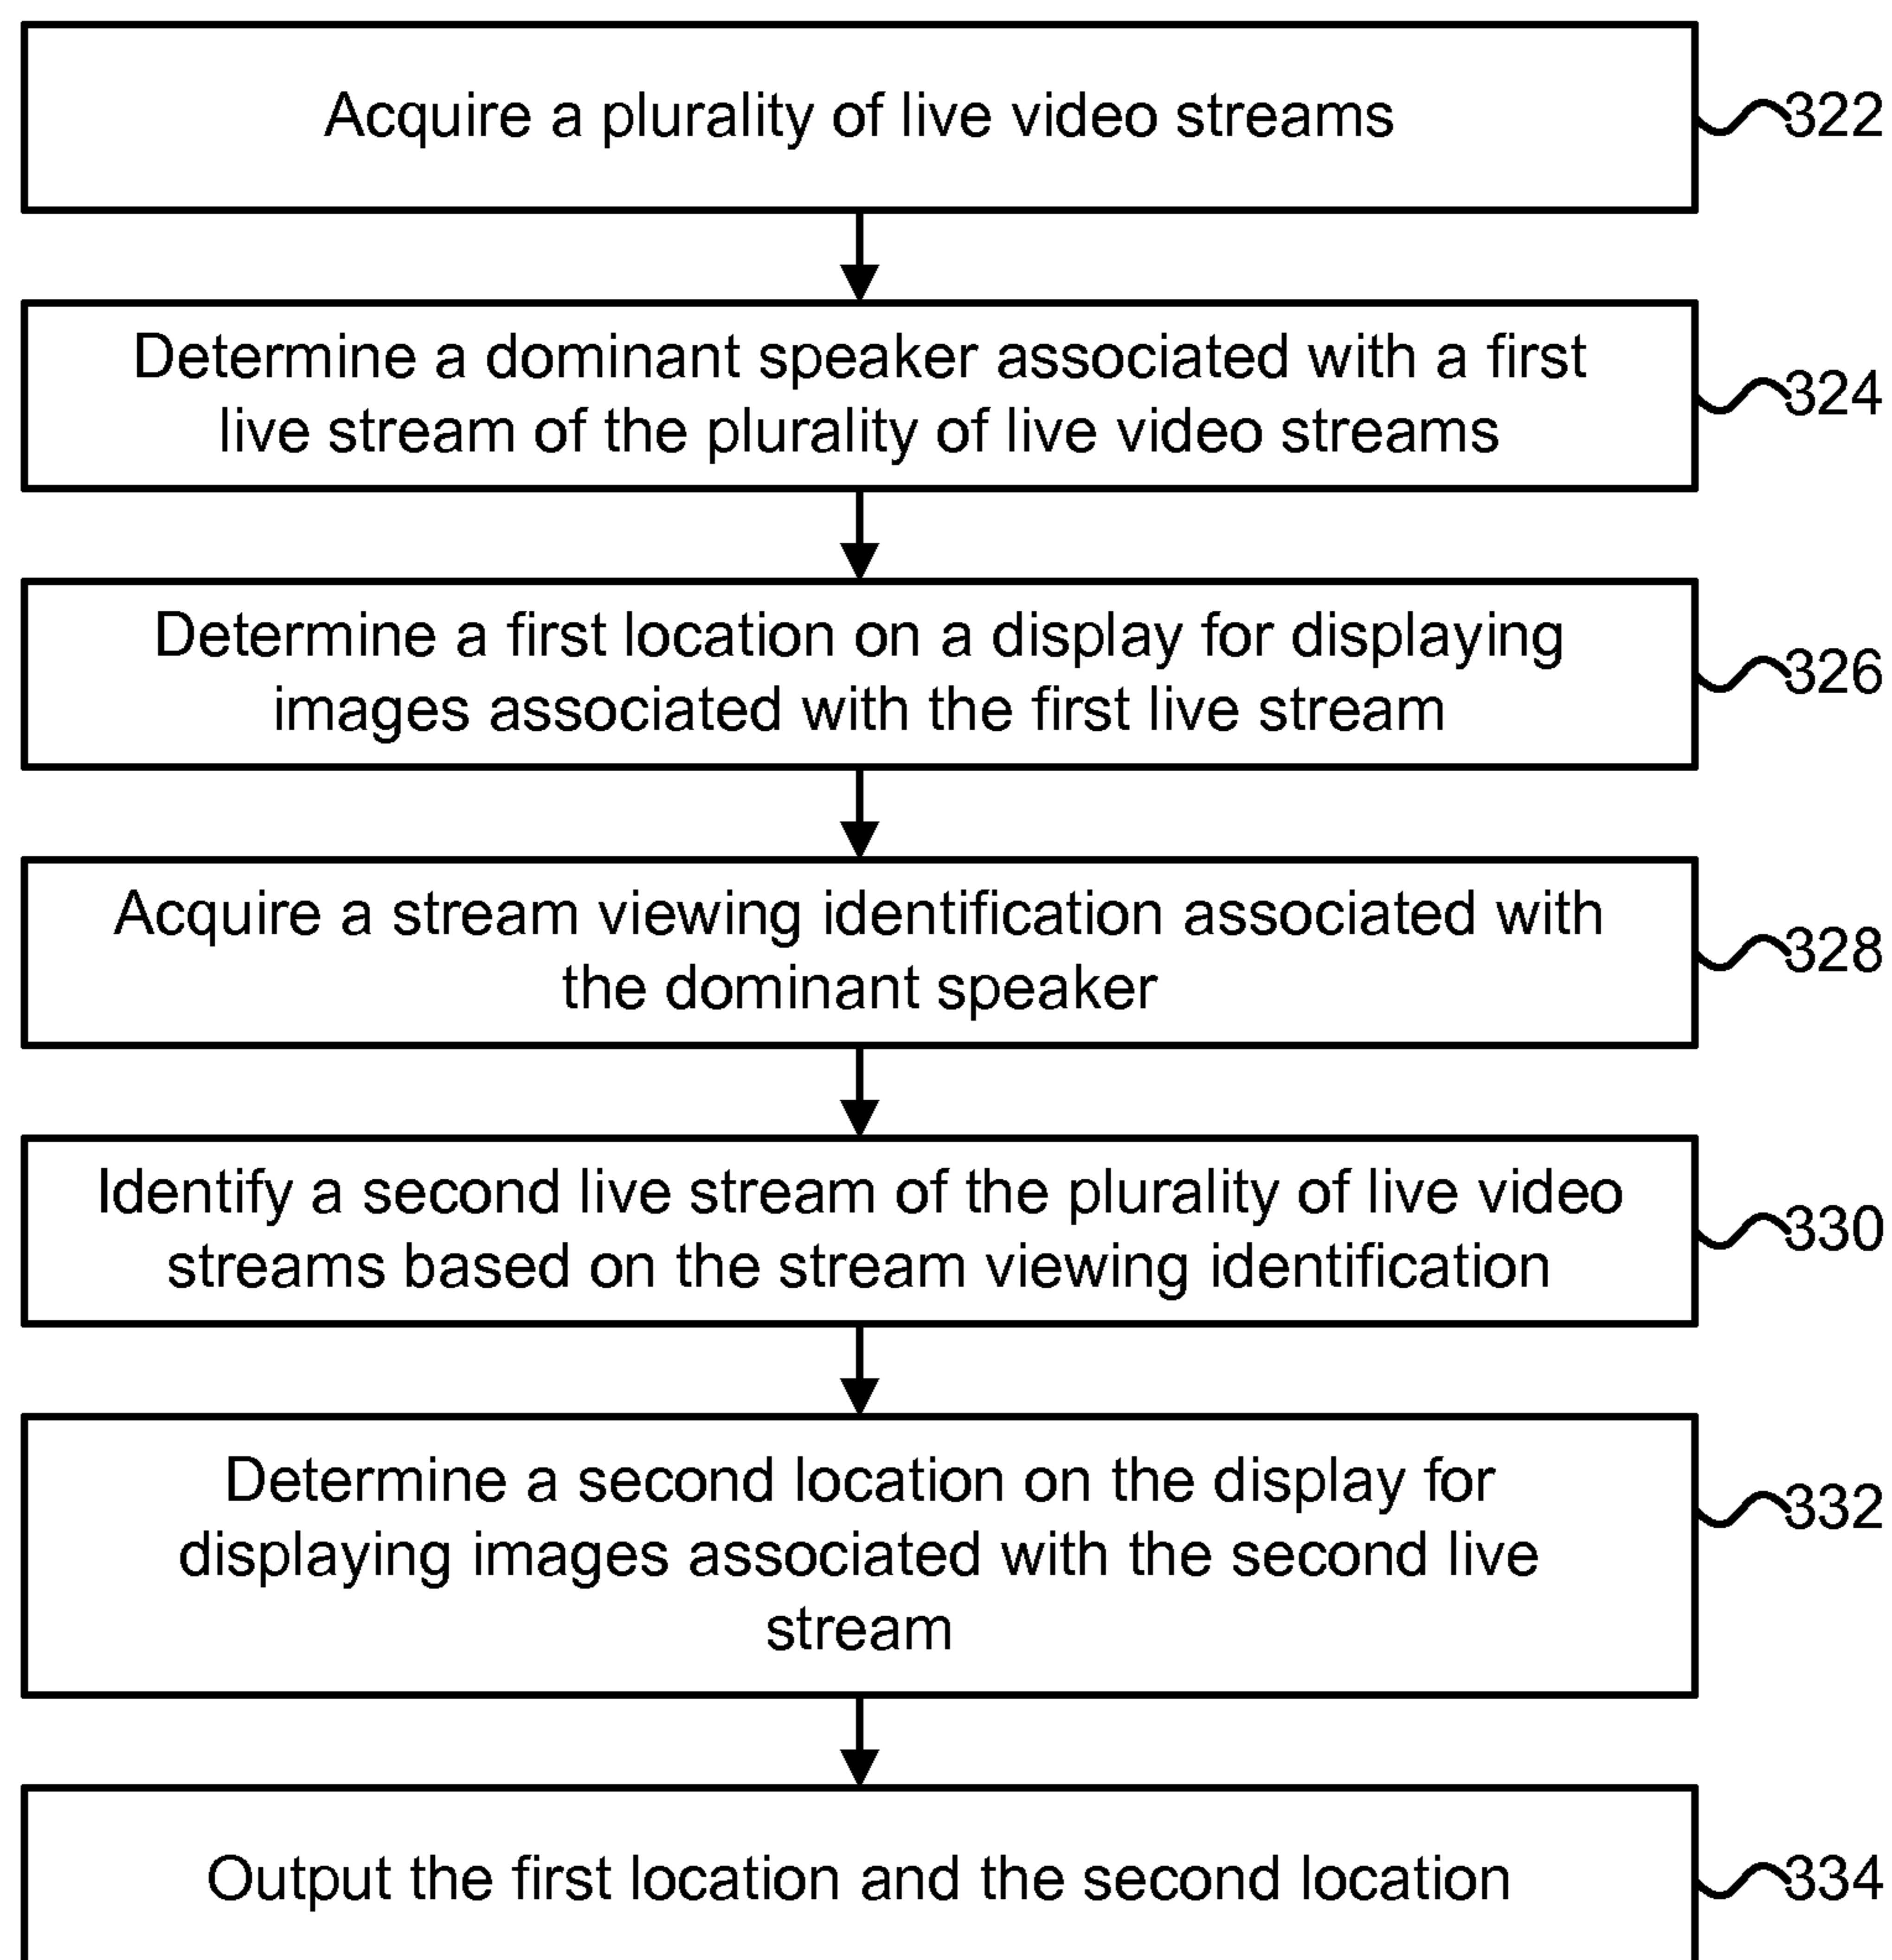 Acquire a plurality of live video streams
322
Determine a dominant speaker associated with a first
live stream of the plurality of live video streams
324
Determine a first location on a display for displaying
images associated with the first live stream
326
Acquire a stream viewing identification associated with
the dominant speaker
328
Identify a second live stream of the plurality of live video
streams based on the stream viewing identification
330
Determine a second location on the display for
displaying images associated with the second live
stream
332
Output the first location and the second location
334